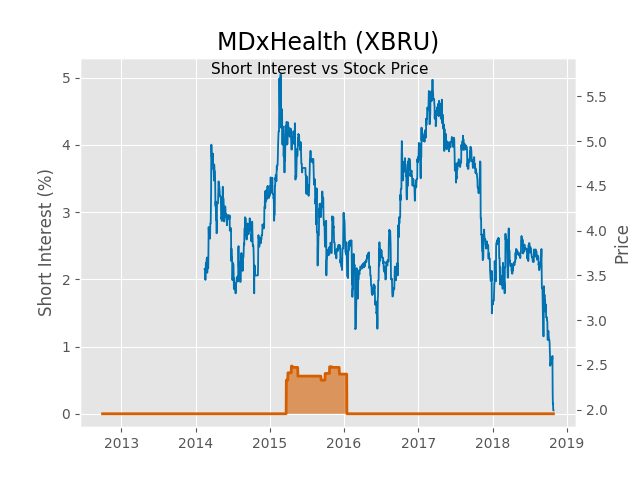 MDxHealth (XBRU)
Short Interest vs Stock Price
Short Interest (%)
5
4
3
2
1
0
5.5
5.0
4.5
4.0
3.5
3.0
2.5
2.0
Price
2013 2014 2015 2016 2017 2018 2019